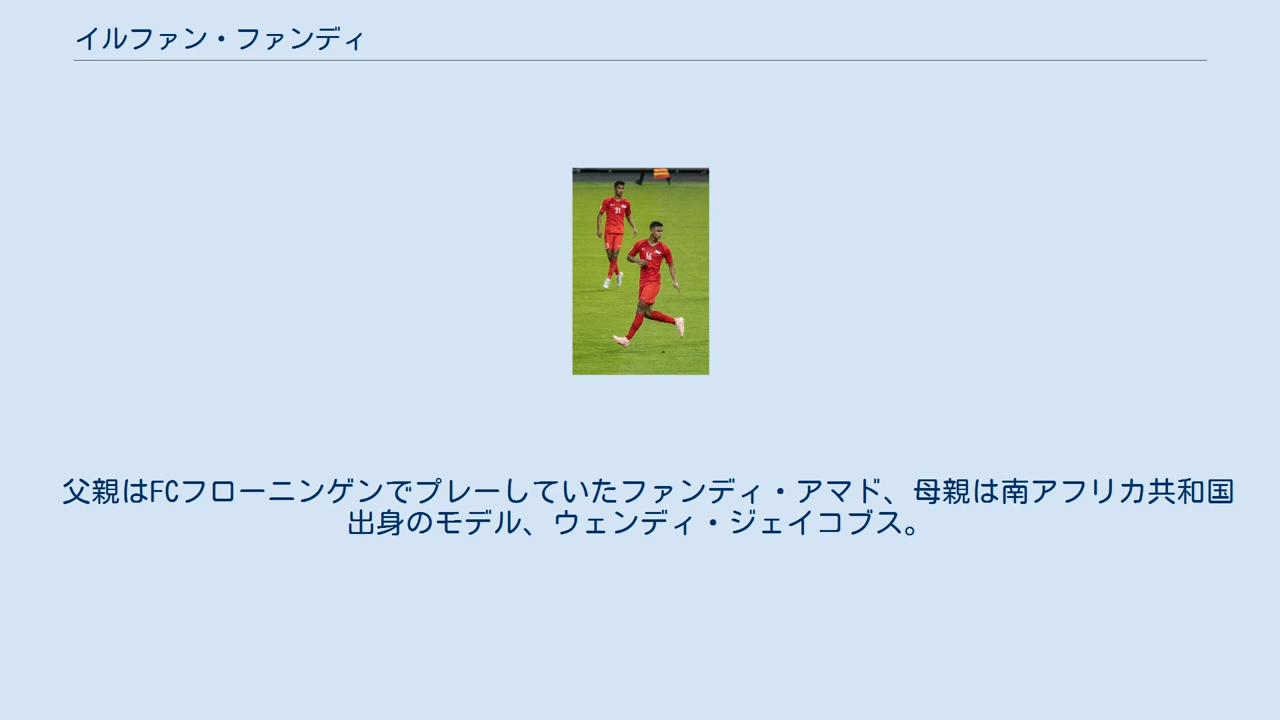 イルファン・ファンディ
21
16
父親はFCフローニンゲンでプレーしていたファンディ・アマド、母親は南アフリカ共和国
出身のモデル、ウェンディ・ジェイコブス。